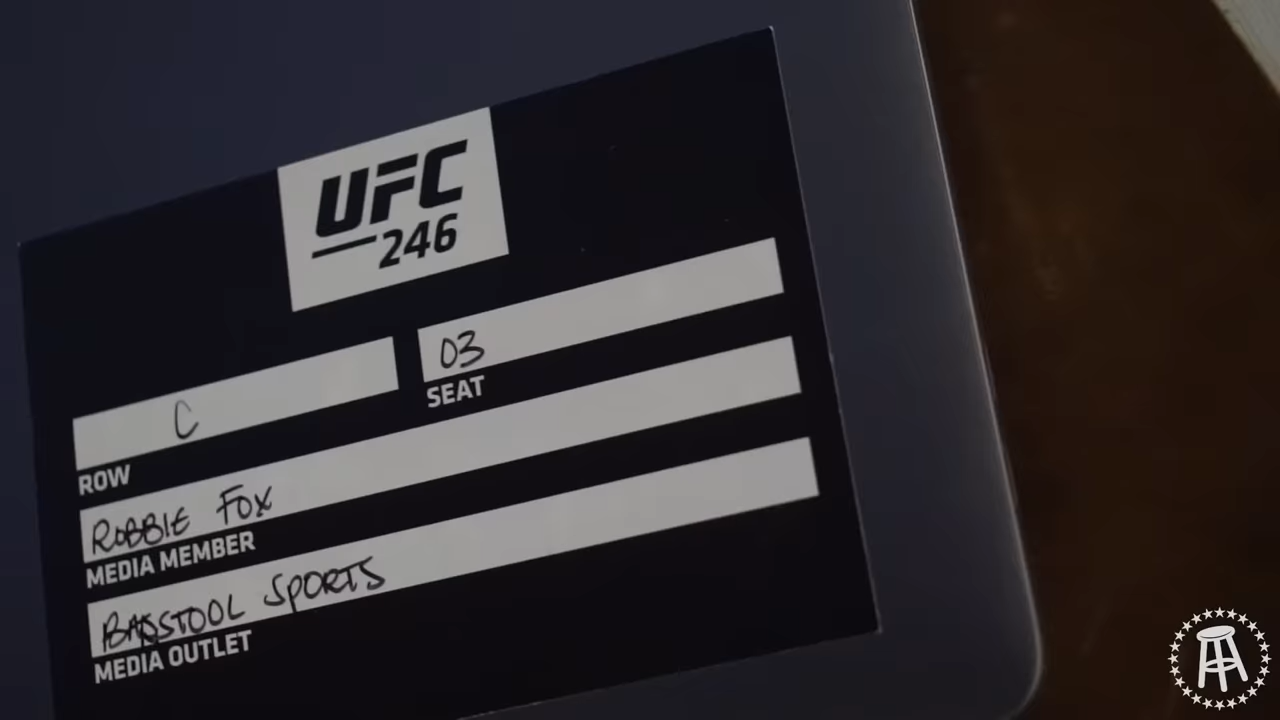 UFC
246
C
03
ROW
SEAT
ROBBIE FOX
MEDIA MEMBER
BARSTOOL SPORTS
MEDIA OUTLET